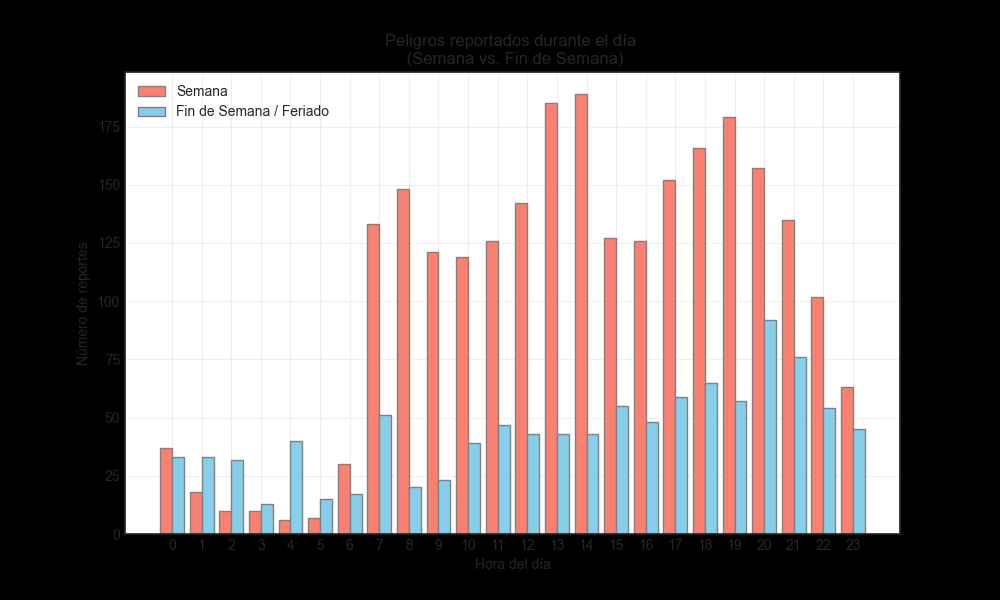 Peligros reportados durante el día
(Semana vs. Fin de Semana)
Semana
Fin de Semana / Feriado
175
150
125
100
75
50
25
0
Número de reportes
0 1 2 3 4 5 6 7 8 9 10 11 12 13 14 15 16 17 18 19 20 21 22 23
Hora del día